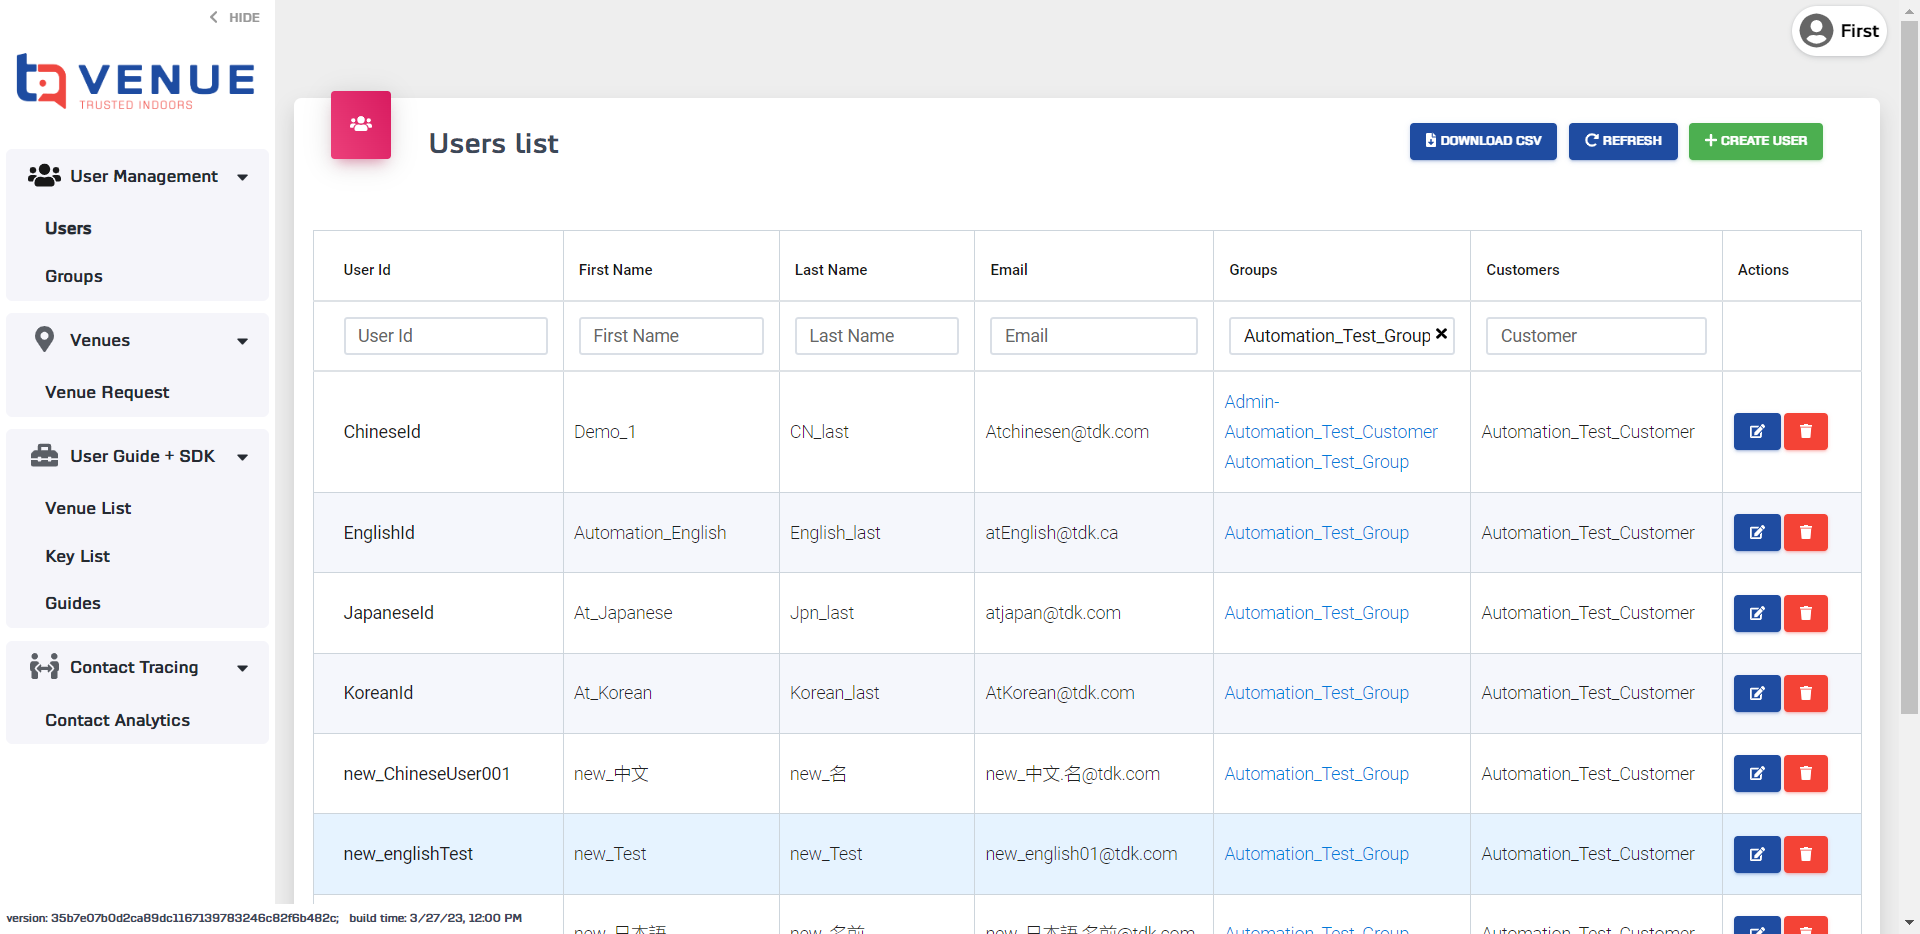 HIDE
VENUE
TRUSTED INDOORS
User Management
Users
Groups
Venues
Venue Request
User Guide + SDK
Venue List
Key List
Guides
Contact Tracing
Contact Analytics
version: 35b7e07b0d2ca89dc1167139783246c82f6b482c; build time: 3/27/23, 12:00 PM
First
Users list
DOWNLOAD CSV REFRESH CREATE USER
User Id First Name Last Name Email Groups Customers Actions
User Id First Name Last Name Email Automation_Test_Group Customer
ChineseId Demo_1 CN_last Atchinesen@tdk.com Admin-
Automation_Test_Customer
Automation_Test_Group Automation_Test_Customer
EnglishId Automation_English English_last atEnglish@tdk.ca Automation_Test_Group Automation_Test_Customer
JapaneseId At_Japanese Jpn_last atjapan@tdk.com Automation_Test_Group Automation_Test_Customer
KoreanId At_Korean Korean_last AtKorean@tdk.com Automation_Test_Group Automation_Test_Customer
new_ChineseUser001 new_中文 new_名 new_中文.名@tdk.com Automation_Test_Group Automation_Test_Customer
new_englishTest new_Test new_Test new_english01@tdk.com Automation_Test_Group Automation_Test_Customer
new_日本語 new_名前 new_日本語.名前@tdk.com Automation_Test_Group Automation_Test_Customer